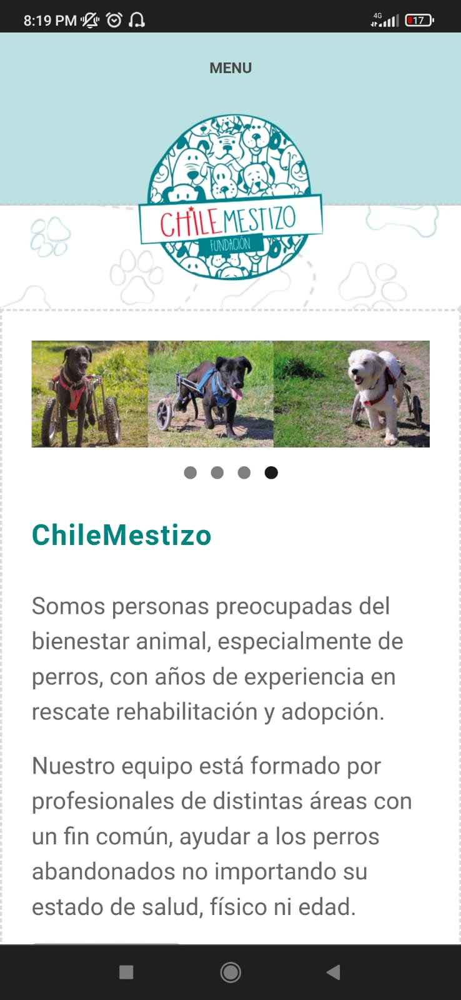 8:19 PM
4G
17
MENU
CHILEMESTIZO
FUNDACIÓN
ChileMestizo
Somos personas preocupadas del
bienestar animal, especialmente de
perros, con años de experiencia en
rescate rehabilitación y adopción.
Nuestro equipo está formado por
profesionales de distintas áreas con
un fin común, ayudar a los perros
abandonados no importando su
estado de salud, físico ni edad.